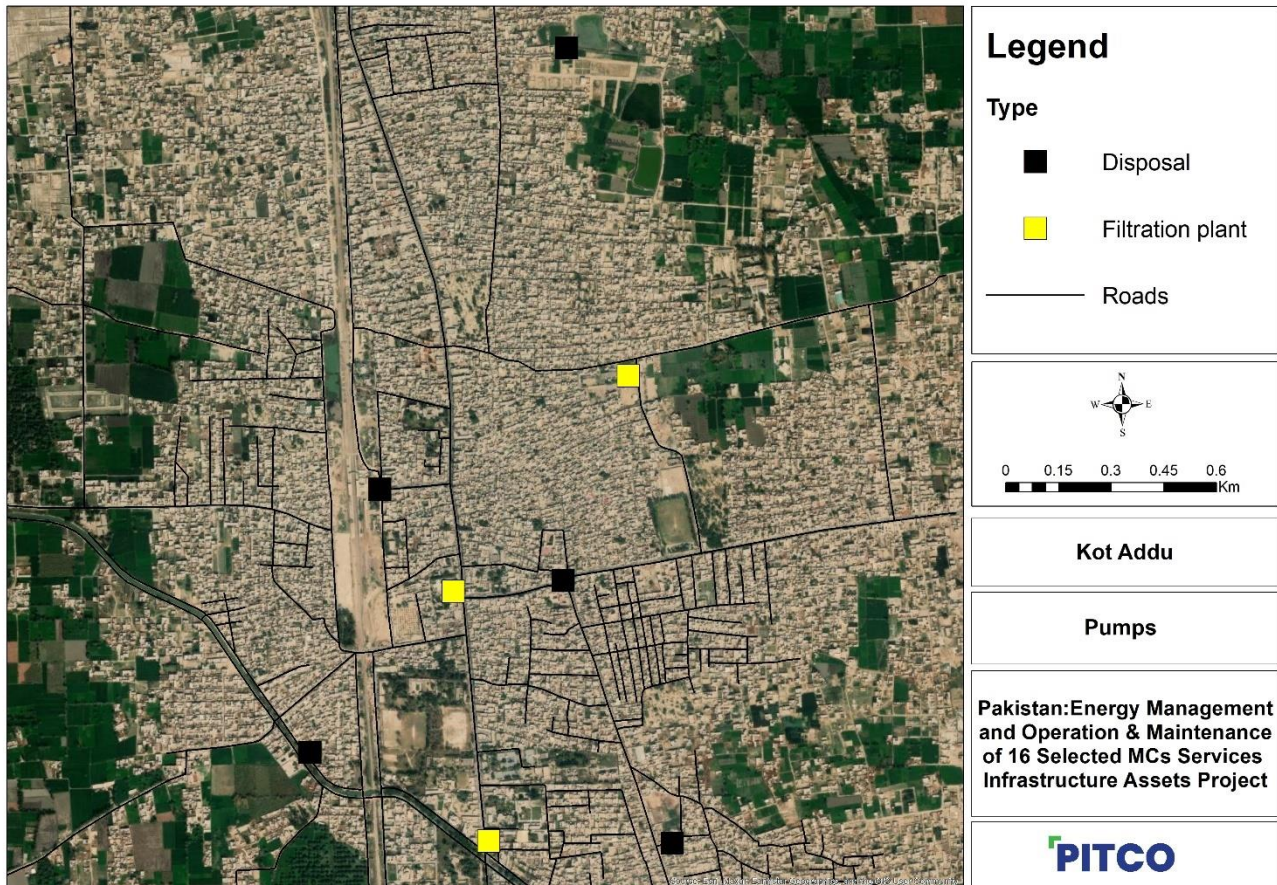 Legend
Type
Disposal
Filtration plant
Roads
N
W E
S
0 0.15 0.3 0.45 0.6
Km
Kot Addu
Pumps
Pakistan:Energy Management
and Operation & Maintenance
of 16 Selected MCs Services
Infrastructure Assets Project
PITCO